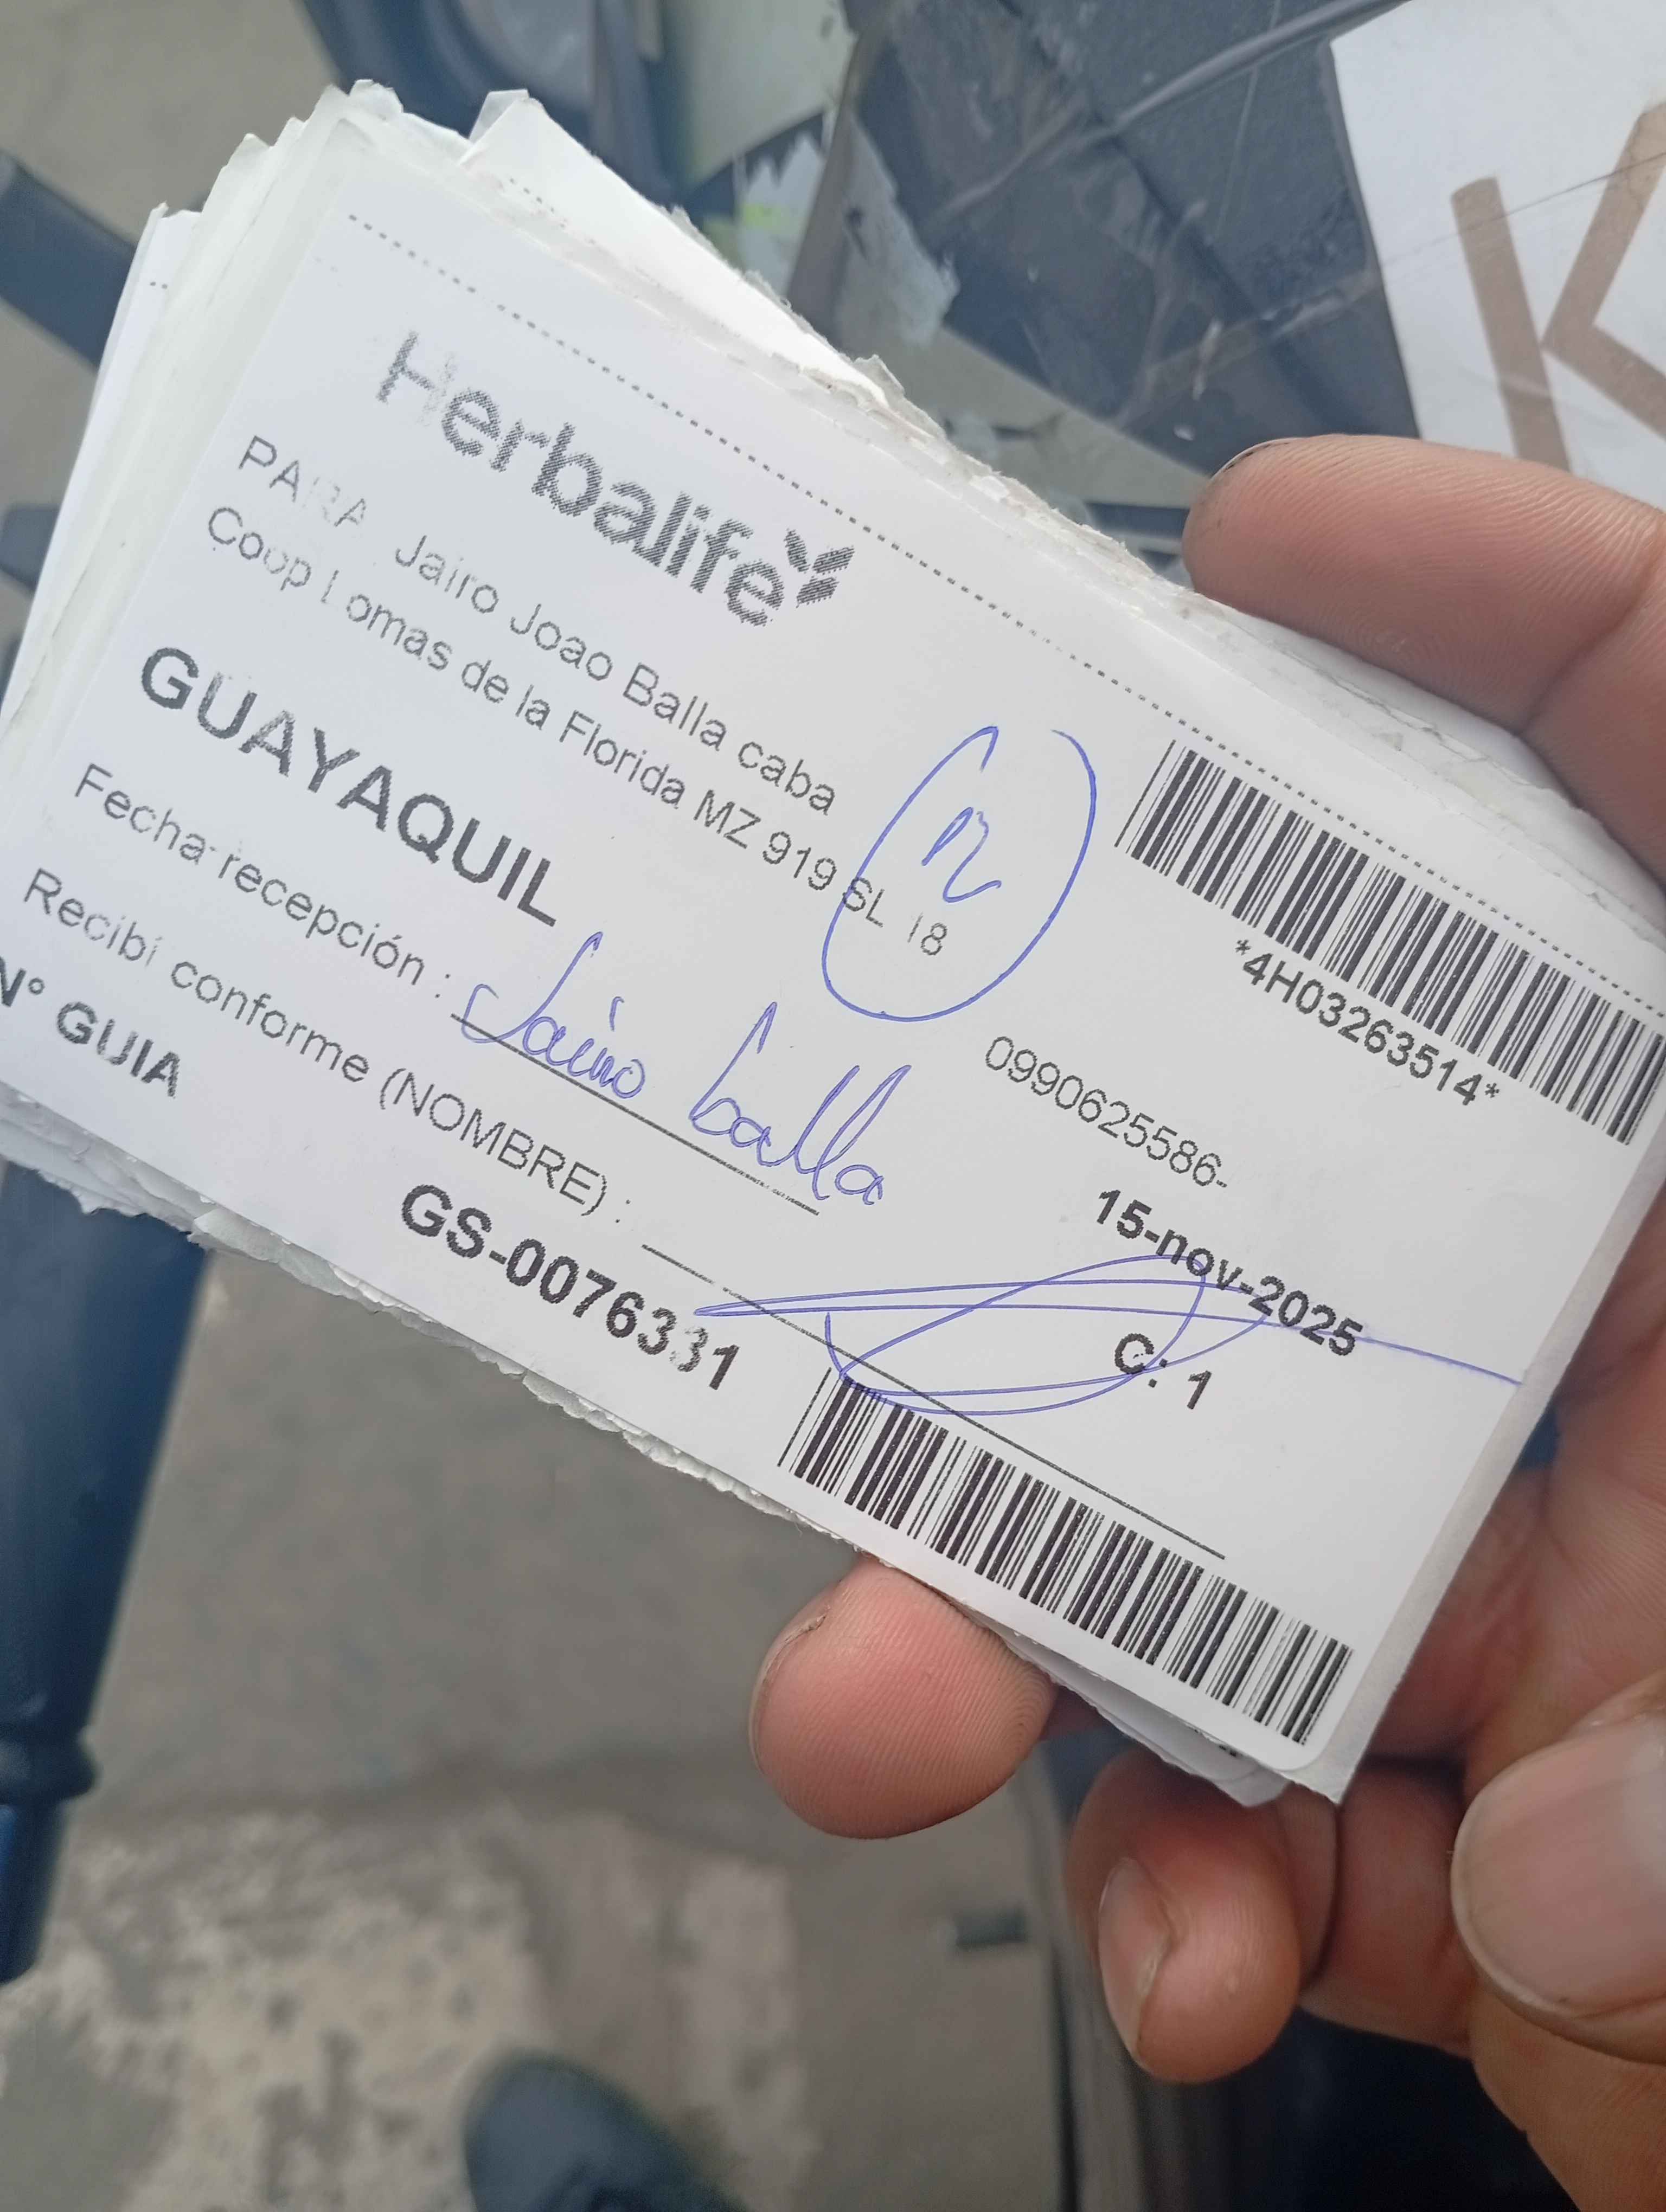 Herbalife
*4H03263514*
PARA Jairo Joao Balla caba
Coop Lomas de la Florida MZ 919 SL 18
0990625586-
GUAYAQUIL
15-nov-2025
Fecha recepción : Jairo balla
Recibí conforme (NOMBRE) :
C: 1
N° GUIA
GS-0076331
K